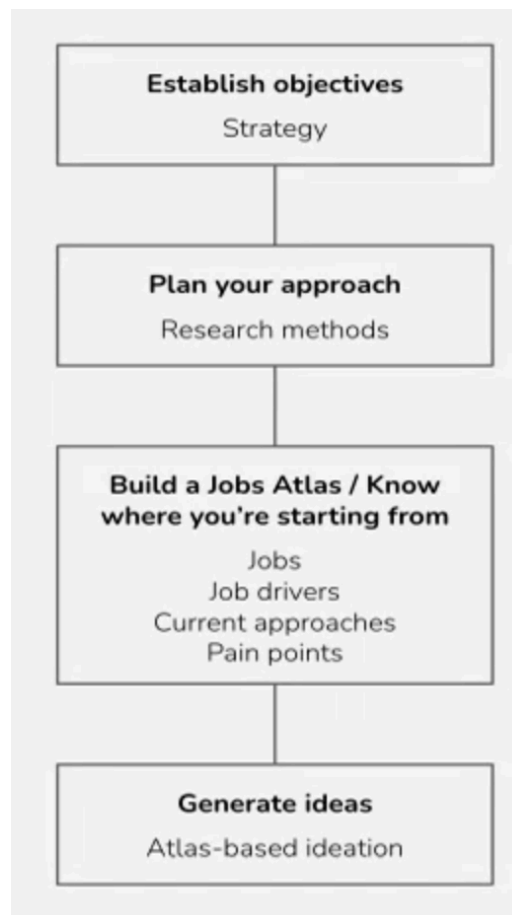 Establish objectives
Strategy
Plan your approach
Research methods
Build a Jobs Atlas / Know
where you’re starting from
Jobs
Job drivers
Current approaches
Pain points
Generate ideas
Atlas-based ideation